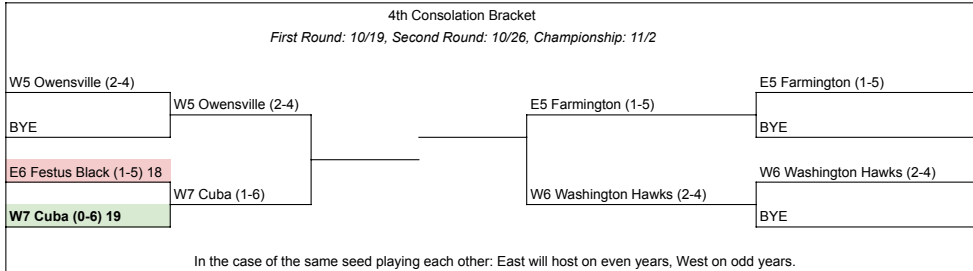 4th Consolation Bracket
First Round: 10/19, Second Round: 10/26, Championship: 11/2
W5 Owensville (2-4)
E5 Farmington (1-5)
W5 Owensville (2-4)
E5 Farmington (1-5)
BYE
BYE
E6 Festus Black (1-5) 18
W6 Washington Hawks (2-4)
W7 Cuba (1-6)
W6 Washington Hawks (2-4)
W7 Cuba (0-6) 19
BYE
In the case of the same seed playing each other: East will host on even years, West on odd years.